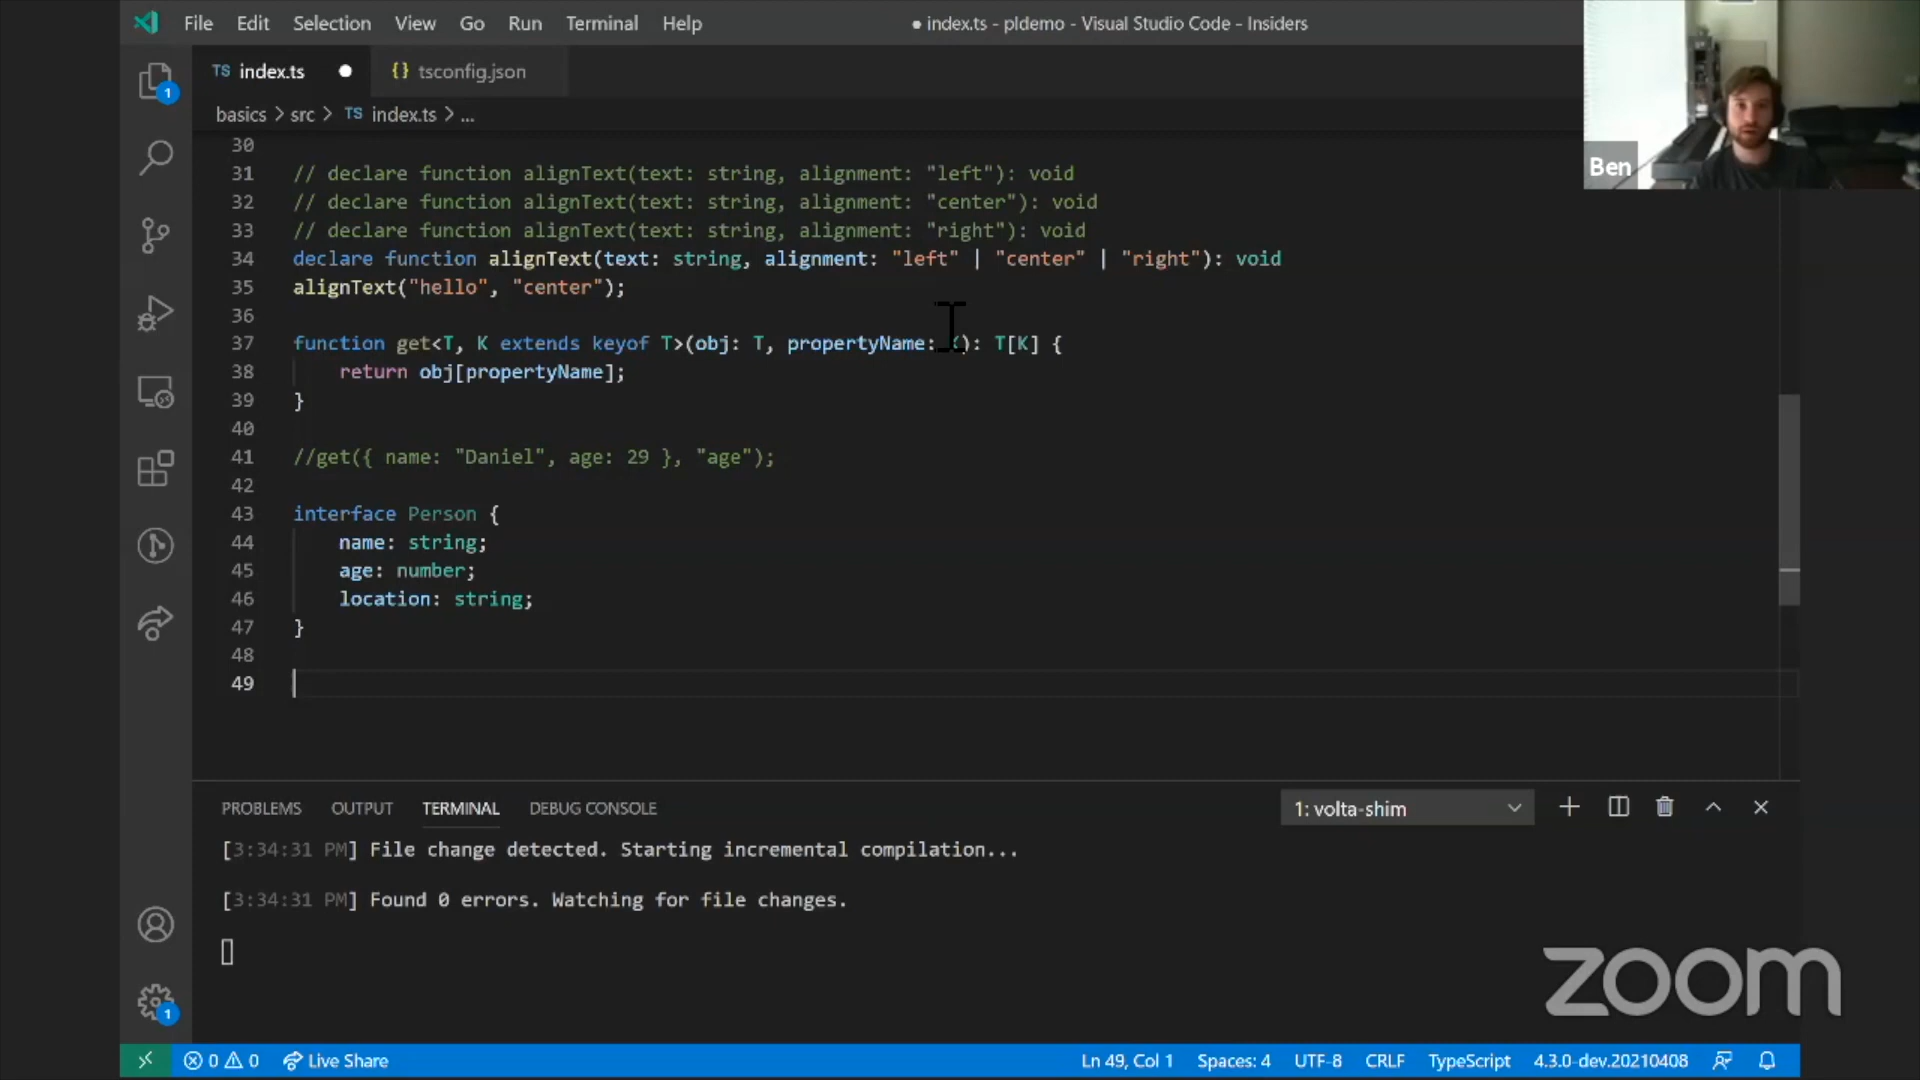 File Edit Selection View Go Run Terminal Help ● index.ts - pldemo - Visual Studio Code - Insiders
TS index.ts ● {} tsconfig.json
basics > src > TS index.ts > ...
Ben
30
31 // declare function alignText(text: string, alignment: "left"): void
32 // declare function alignText(text: string, alignment: "center"): void
33 // declare function alignText(text: string, alignment: "right"): void
34 declare function alignText(text: string, alignment: "left" | "center" | "right"): void
35 alignText("hello", "center");
36
37 function get<T, K extends keyof T>(obj: T, propertyName: K): T[K] {
38 return obj[propertyName];
39 }
40
41 //get({ name: "Daniel", age: 29 }, "age");
42
43 interface Person {
44 name: string;
45 age: number;
46 location: string;
47 }
48
49
PROBLEMS OUTPUT TERMINAL DEBUG CONSOLE 1: volta-shim
[3:34:31 PM] File change detected. Starting incremental compilation...
[3:34:31 PM] Found 0 errors. Watching for file changes.
zoom
1
1
0 0 Live Share Ln 49, Col 1 Spaces: 4 UTF-8 CRLF TypeScript 4.3.0-dev.20210408